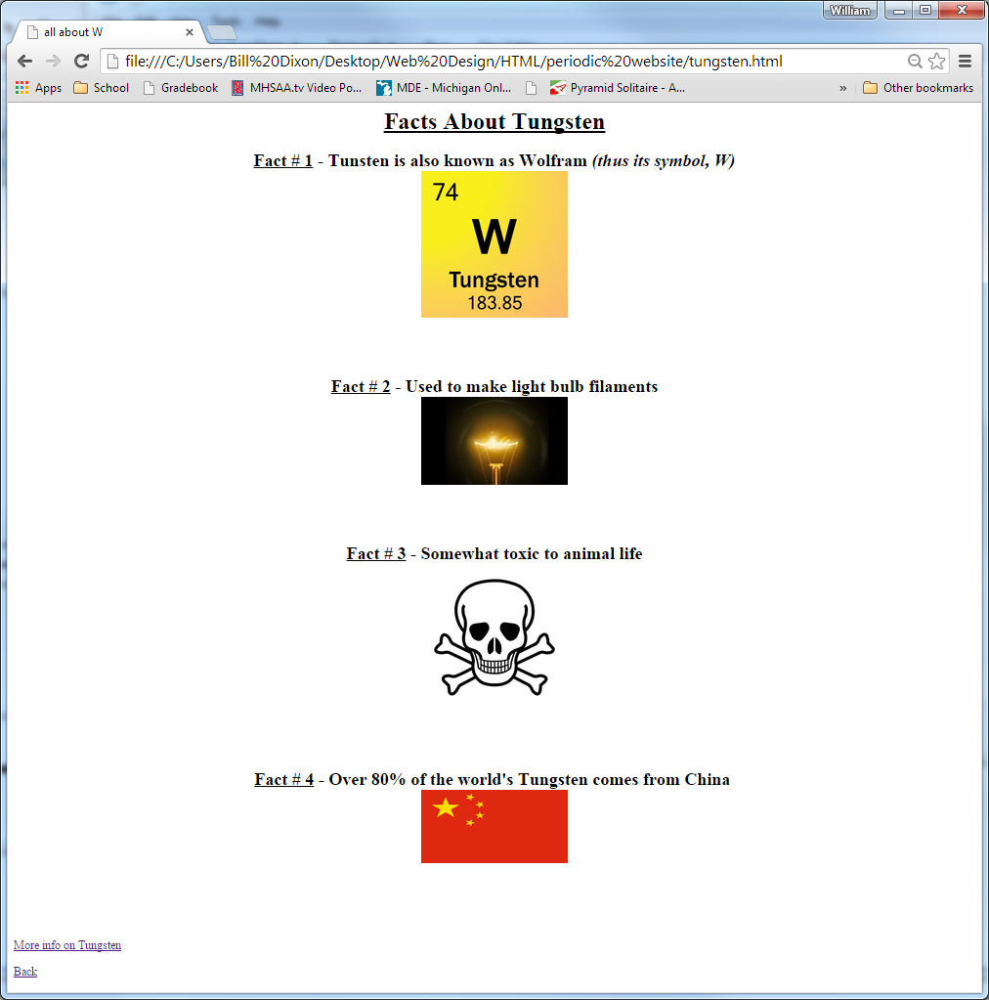 William
all about W
file:///C:/Users/Bill%20Dixon/Desktop/Web%20Design/HTML/periodic%20website/tungsten.html
Apps School Gradebook MHSAA.tv Video Po... MDE - Michigan Onl... Pyramid Solitaire - A... » Other bookmarks
Facts About Tungsten
Fact # 1 - Tunsten is also known as Wolfram (thus its symbol, W)
74
W
Tungsten
183.85
Fact # 2 - Used to make light bulb filaments
Fact # 3 - Somewhat toxic to animal life
Fact # 4 - Over 80% of the world's Tungsten comes from China
More info on Tungsten
Back